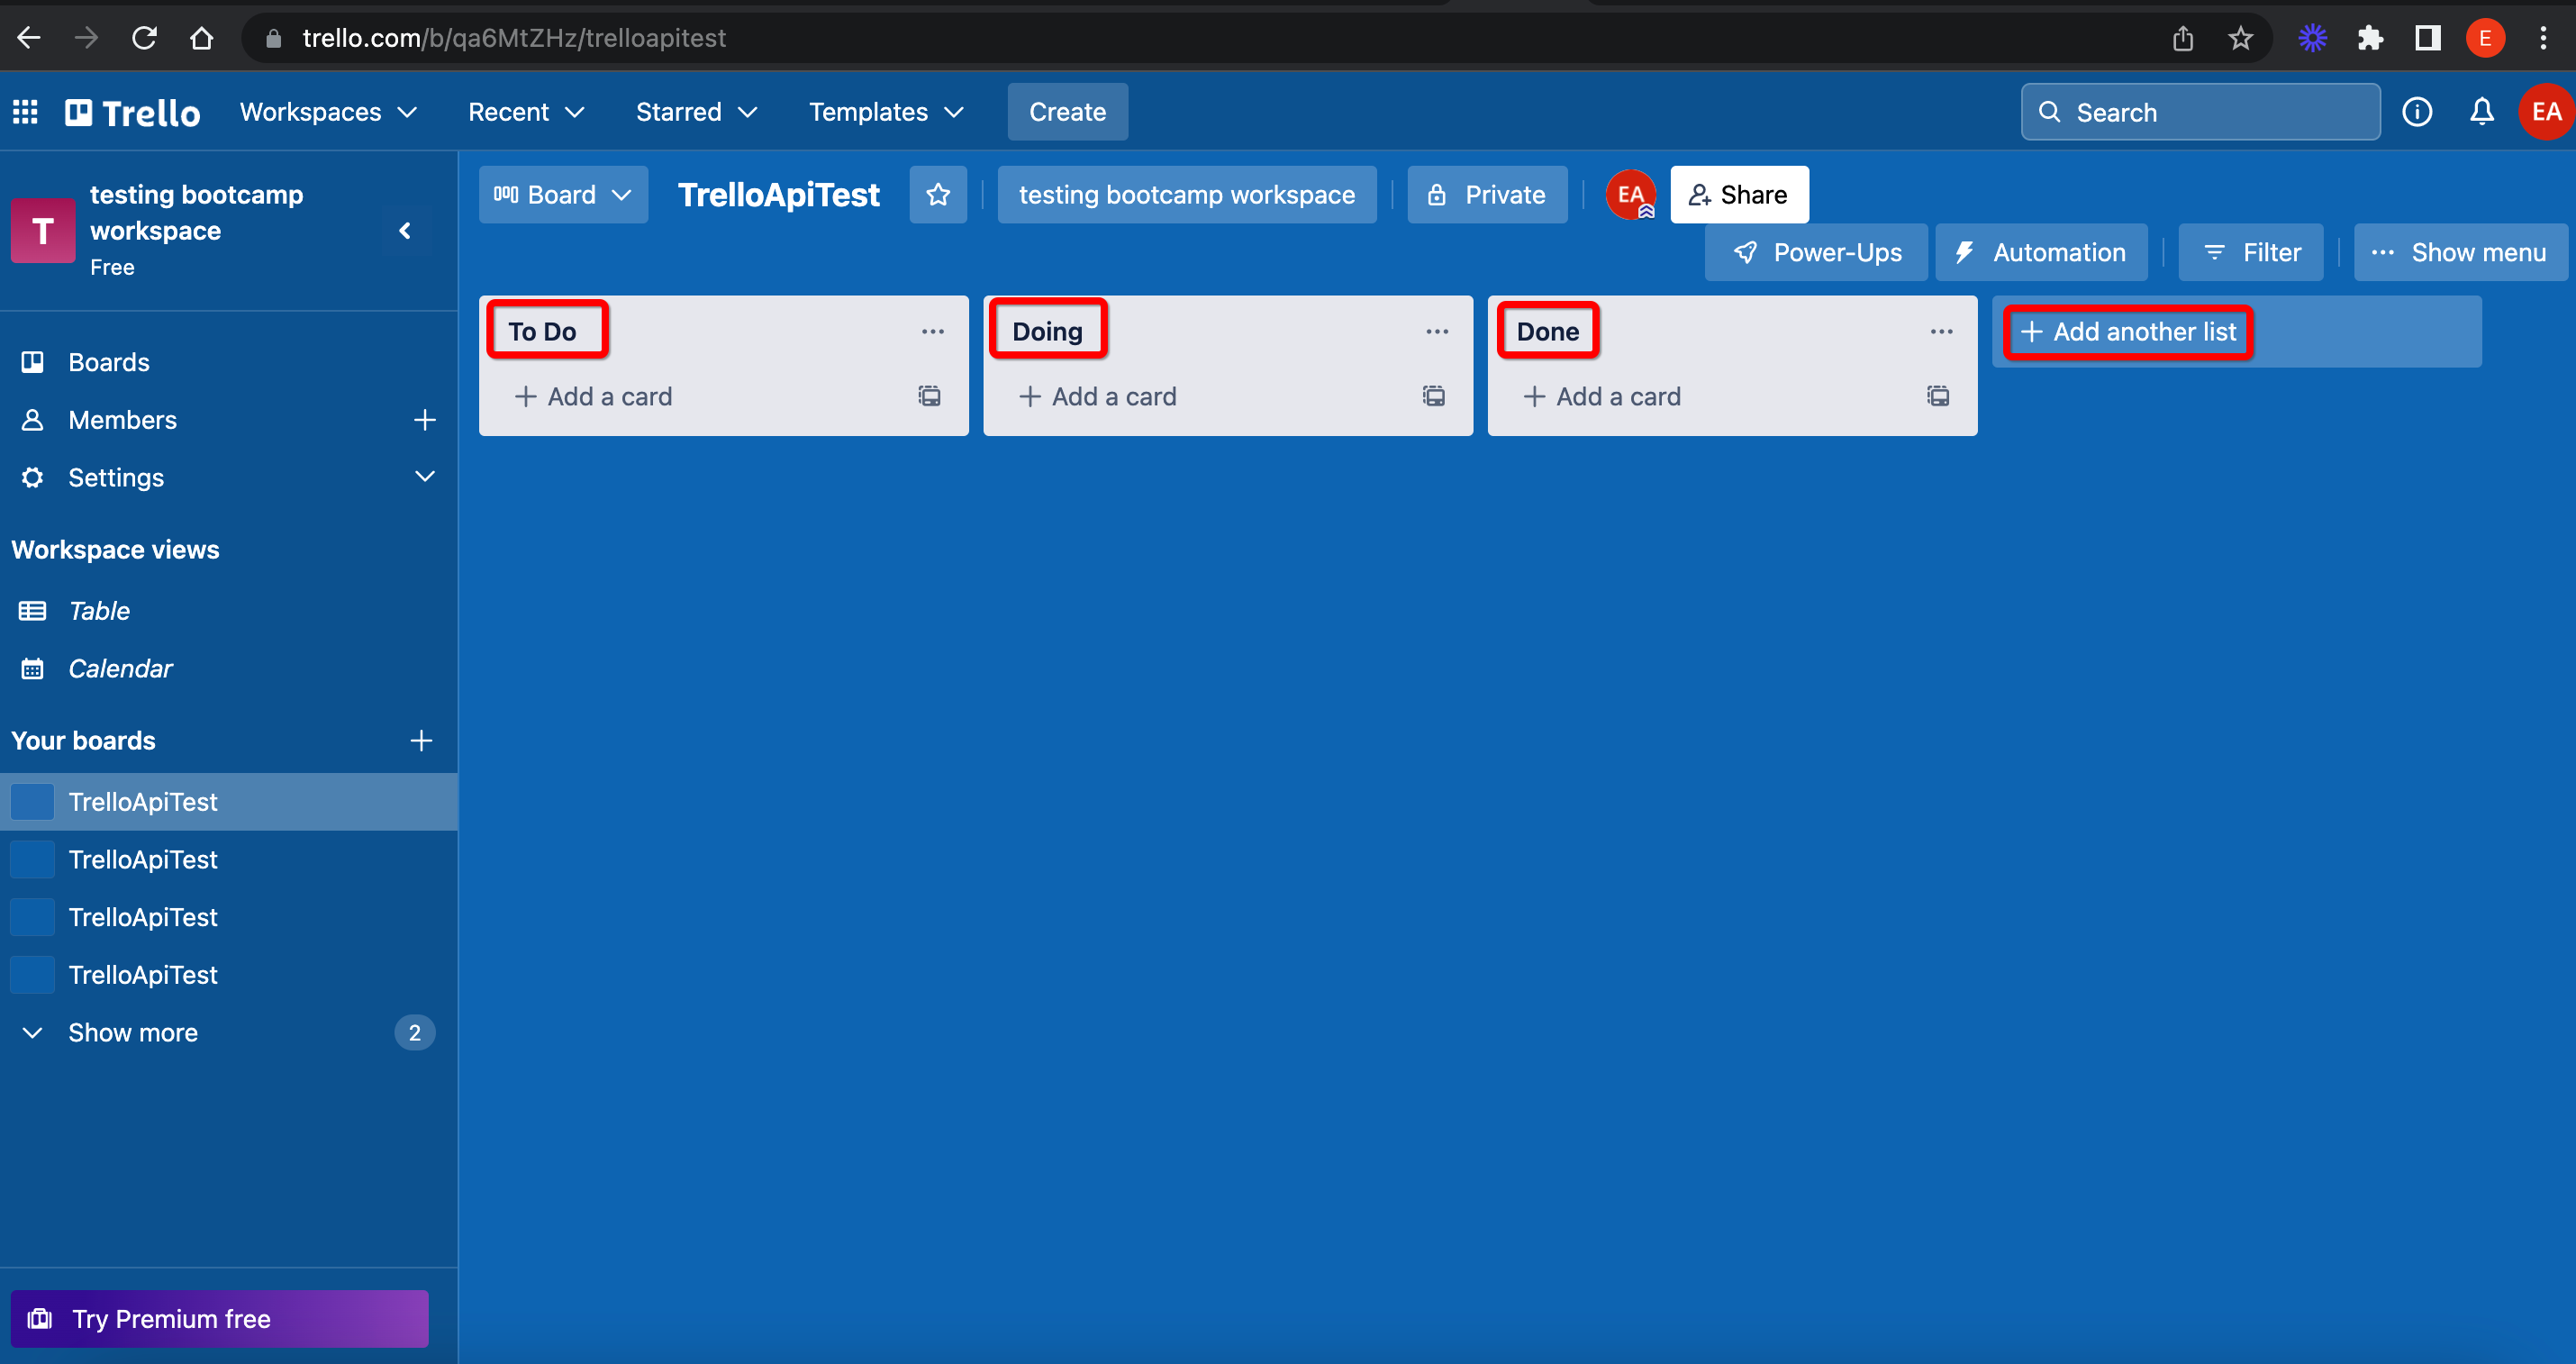 trello.com/b/qa6MtZHz/trelloapitest
E
Trello Workspaces Recent Starred Templates Create Search EA
T
testing bootcamp
workspace
Free
Board TrelloApiTest testing bootcamp workspace Private EA Share
Power-Ups Automation Filter Show menu
To Do
Add a card
Doing
Add a card
Done
Add a card
Add another list
Boards
Members
Settings
Workspace views
Table
Calendar
Your boards
TrelloApiTest
TrelloApiTest
TrelloApiTest
TrelloApiTest
Show more 2
Try Premium free